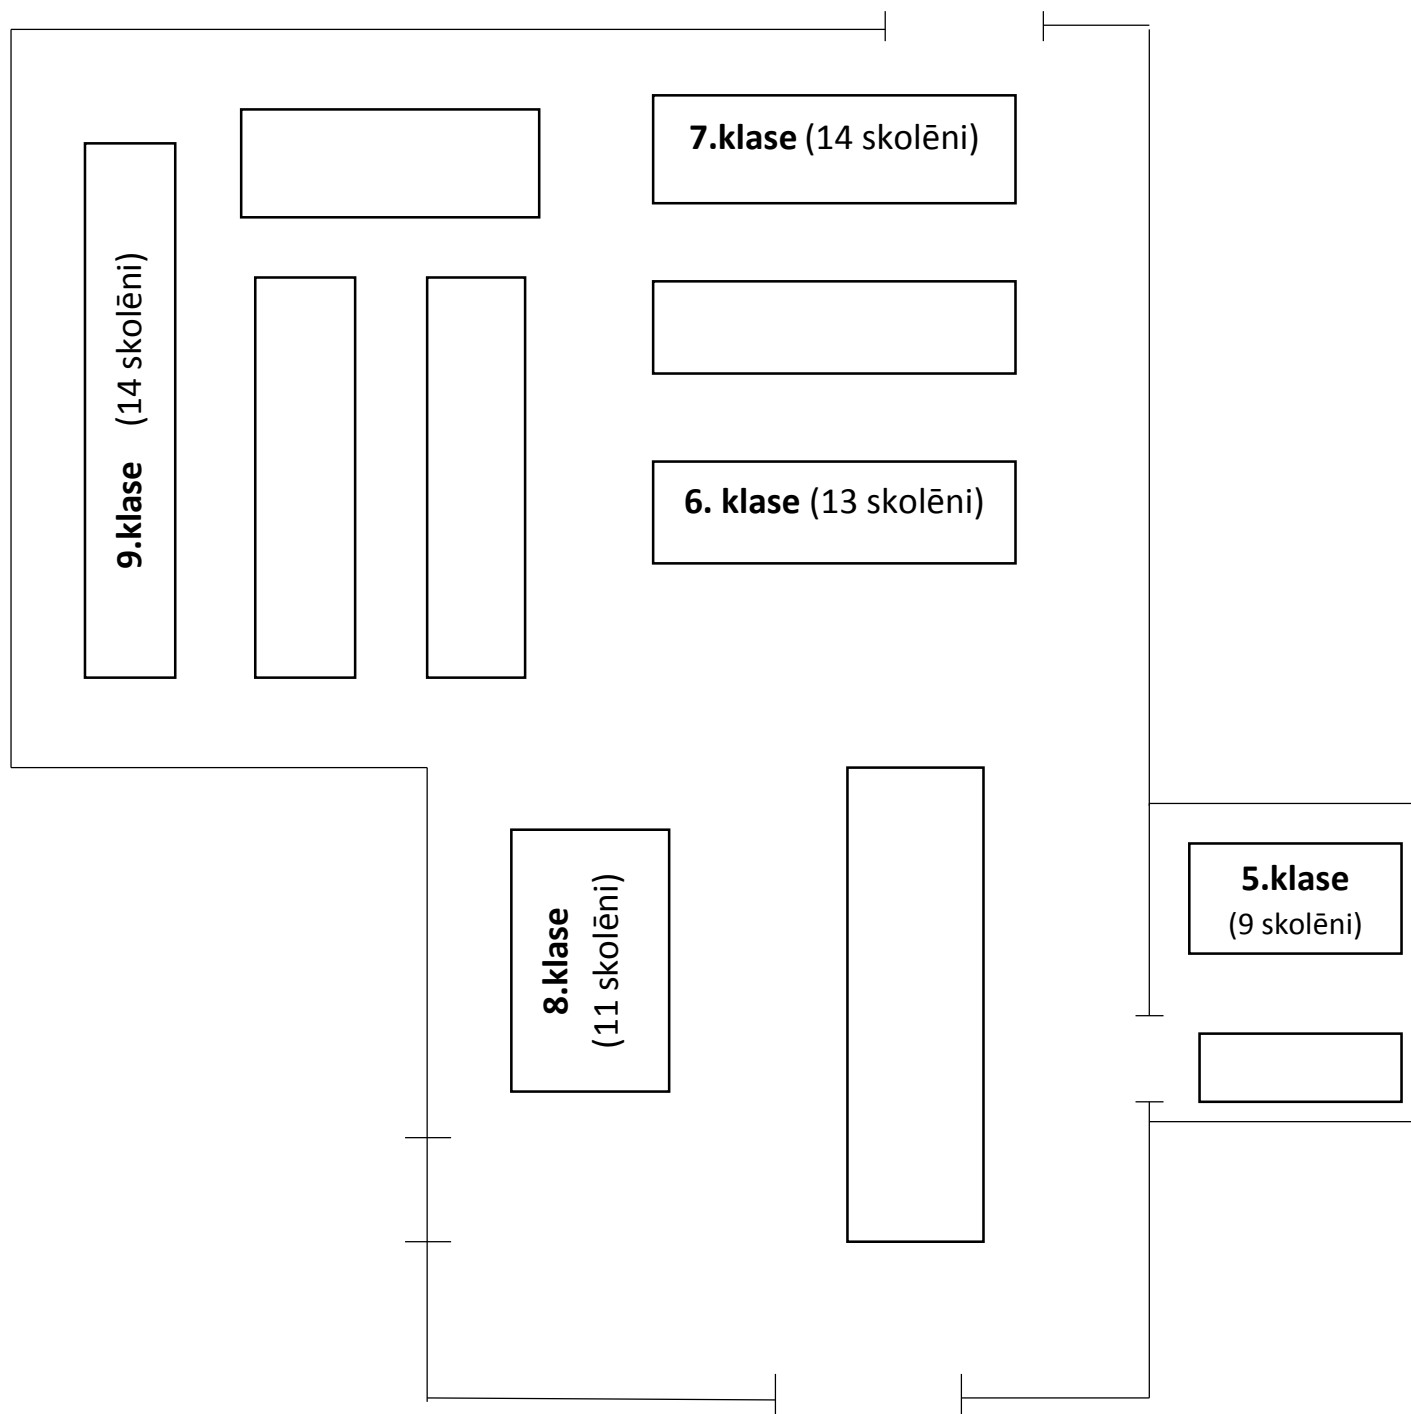 7.klase (14 skolēni)
9.klase (14 skolēni)
6. klase (13 skolēni)
8.klase
(11 skolēni)
5.klase
(9 skolēni)